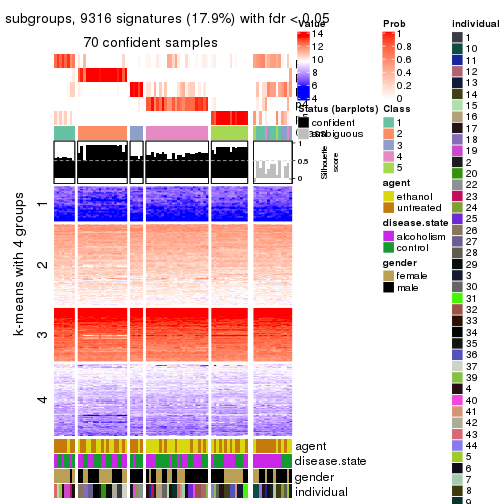 subgroups, 9316 signatures (17.9%) with fdr < 0.05
70 confident samples
k-means with 4 groups
1
2
3
4
p4
1
0.5
0
Silhouette
score
agent
disease.state
gender
individual
Value
14
12
10
8
6
4
Status (barplots)
confident
ambiguous
Prob
1
0.8
0.6
0.4
0.2
0
Class
1
2
3
4
5
agent
ethanol
untreated
disease.state
alcoholism
control
gender
female
male
individual
1
10
11
12
13
14
15
16
17
18
19
2
20
22
23
24
25
26
27
28
29
3
30
31
32
33
34
35
36
37
39
4
40
41
42
43
44
5
6
7
8
9